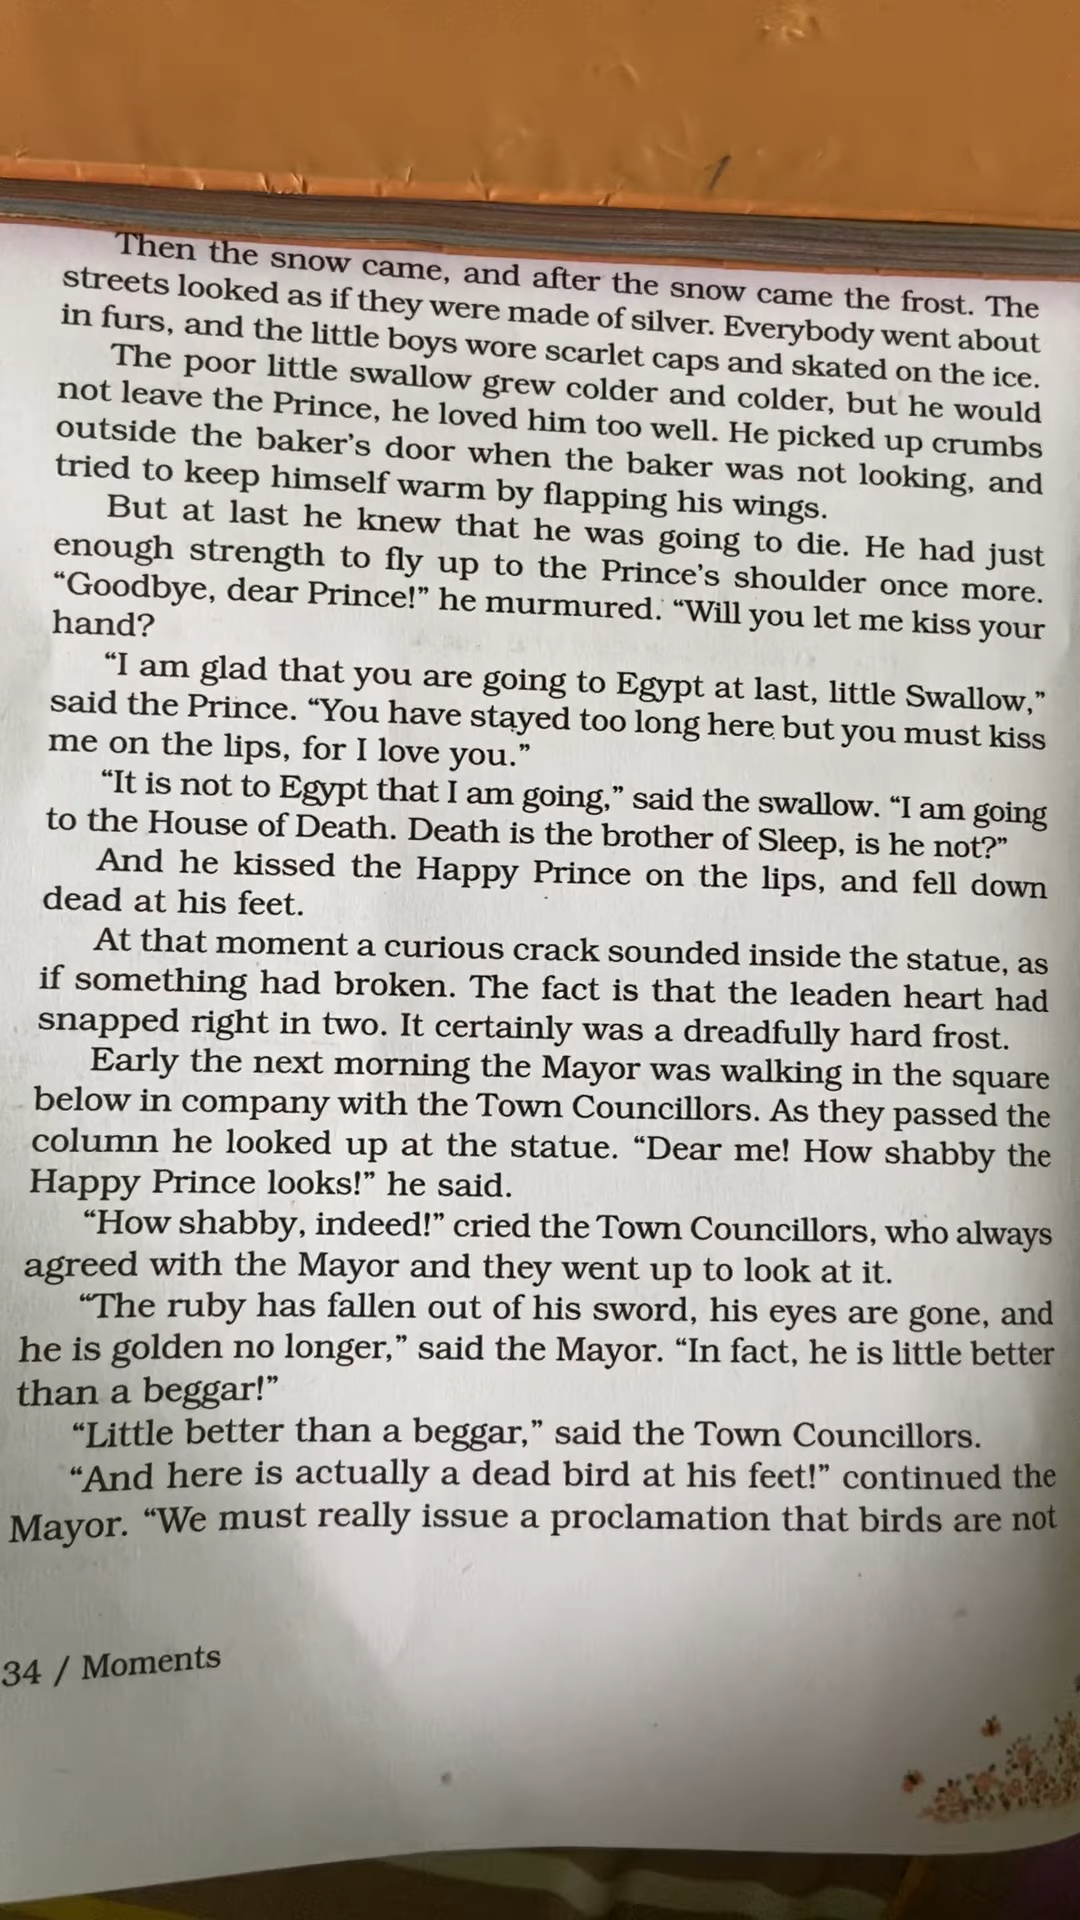 Then the snow came, and after the snow came the frost. The
streets looked as if they were made of silver. Everybody went about
in furs, and the little boys wore scarlet caps and skated on the ice.
The poor little swallow grew colder and colder, but he would
not leave the Prince, he loved him too well. He picked up crumbs
outside the baker's door when the baker was not looking, and
tried to keep himself warm by flapping his wings.
But at last he knew that he was going to die. He had just
enough strength to fly up to the Prince's shoulder once more.
“Goodbye, dear Prince!” he murmured. “Will you let me kiss your
hand?
“I am glad that you are going to Egypt at last, little Swallow,”
said the Prince. “You have stayed too long here but you must kiss
me on the lips, for I love you.”
“It is not to Egypt that I am going,” said the swallow. “I am going
to the House of Death. Death is the brother of Sleep, is he not?”
And he kissed the Happy Prince on the lips, and fell down
dead at his feet.
At that moment a curious crack sounded inside the statue, as
if something had broken. The fact is that the leaden heart had
snapped right in two. It certainly was a dreadfully hard frost.
Early the next morning the Mayor was walking in the square
below in company with the Town Councillors. As they passed the
column he looked up at the statue. “Dear me! How shabby the
Happy Prince looks!” he said.
“How shabby, indeed!” cried the Town Councillors, who always
agreed with the Mayor and they went up to look at it.
“The ruby has fallen out of his sword, his eyes are gone, and
he is golden no longer,” said the Mayor. “In fact, he is little better
than a beggar!”
“Little better than a beggar,” said the Town Councillors.
“And here is actually a dead bird at his feet!” continued the
Mayor. “We must really issue a proclamation that birds are not
34 / Moments